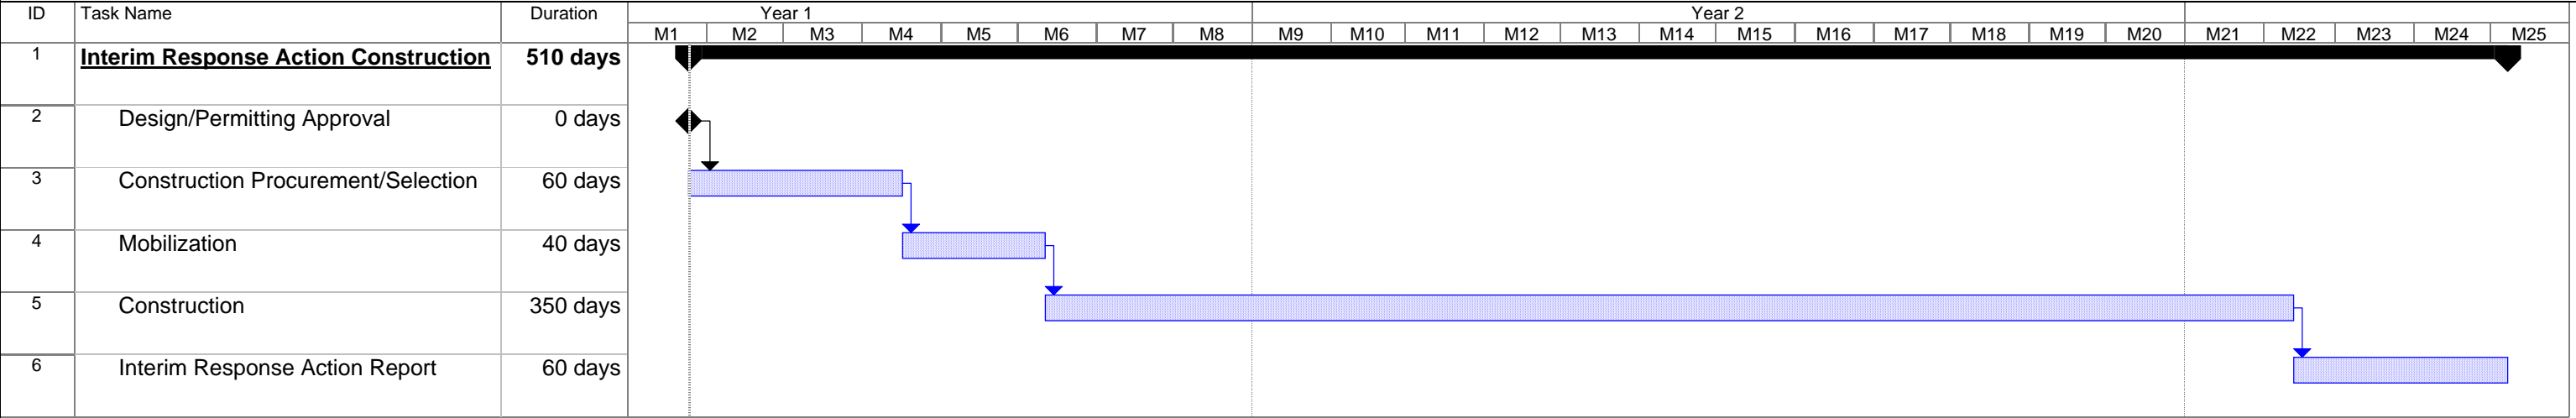 ID Task Name Duration Year 1 Year 2
M1 M2 M3 M4 M5 M6 M7 M8 M9 M10 M11 M12 M13 M14 M15 M16 M17 M18 M19 M20 M21 M22 M23 M24 M25
1 Interim Response Action Construction 510 days
2 Design/Permitting Approval 0 days
3 Construction Procurement/Selection 60 days
4 Mobilization 40 days
5 Construction 350 days
6 Interim Response Action Report 60 days